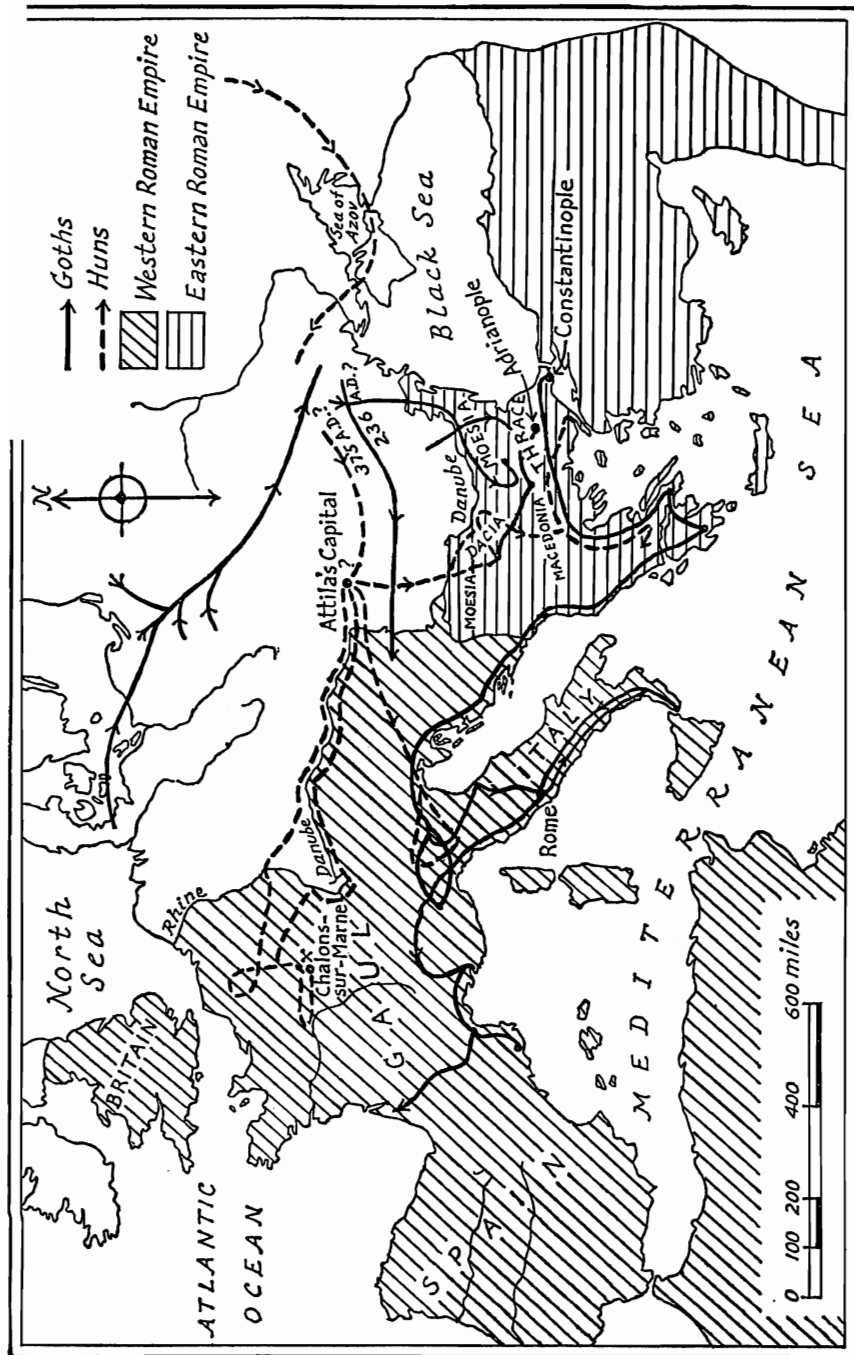 Goths
Huns
Western Roman Empire
Eastern Roman Empire
N
North
Sea
BRITAIN
ATLANTIC
OCEAN
Rhine
Danube
Chalons-
sur-Marne
GAUL
SPAIN
Attila's Capital
?
375 A.D.?
236 A.D.?
Sea of
Azov
Black Sea
Danube
MOESIA
DACIA
MOESIA
THRACE
MACEDONIA
Adrianople
Constantinople
ITALY
Rome
MEDITERRANEAN SEA
0 100 200 400 600 miles